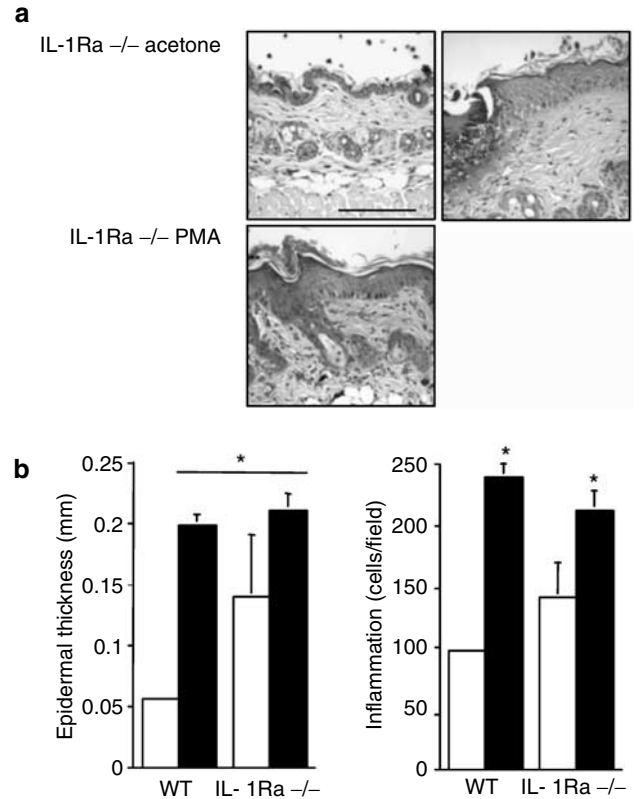 a
IL-1Ra –/– acetone
IL-1Ra –/– PMA
b
Epidermal thickness (mm)
0.25
0.2
0.15
0.1
0.05
0
*
WT
IL- 1Ra –/–
Inflammation (cells/field)
250
200
150
100
50
0
*
*
WT
IL- 1Ra –/–